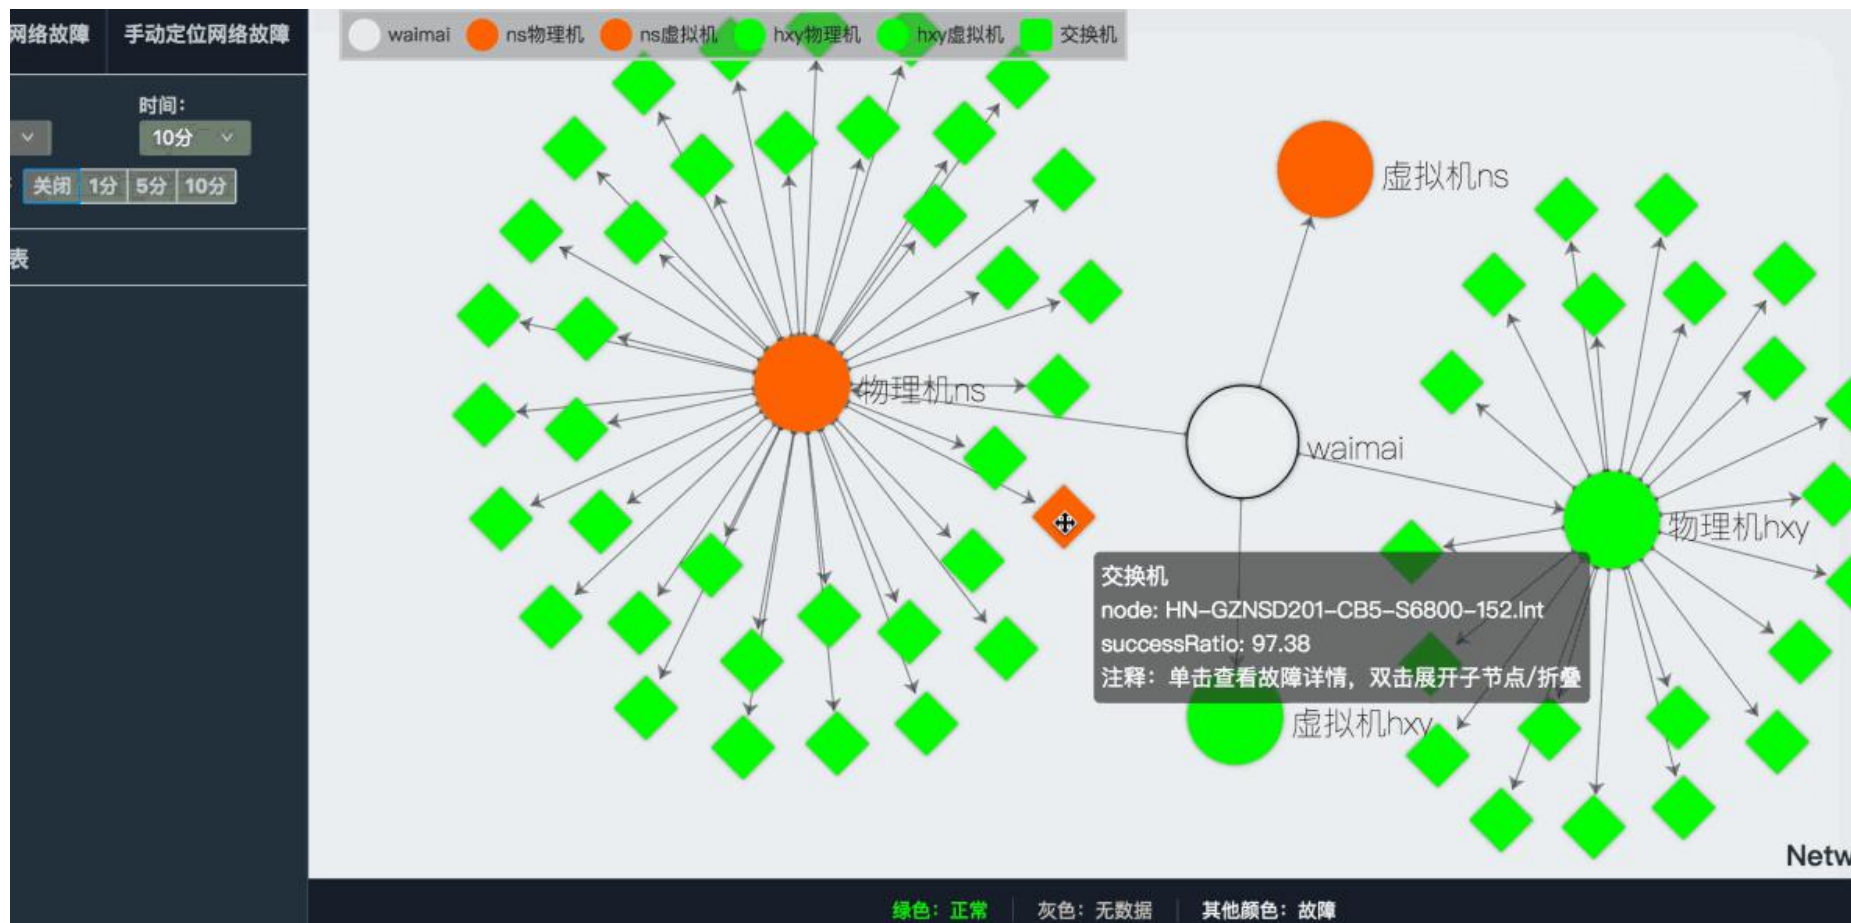 网络故障 手动定位网络故障
waimai ns物理机 ns虚拟机 hxy物理机 hxy虚拟机 交换机
时间：
10分
关闭 1分 5分 10分
表
虚拟机ns
物理机ns
waimai
物理机hxy
交换机
node: HN-GZNSD201-CB5-S6800-152.Int
successRatio: 97.38
注释：单击查看故障详情，双击展开子节点/折叠
虚拟机hxy
Netw
绿色：正常 灰色：无数据 其他颜色：故障